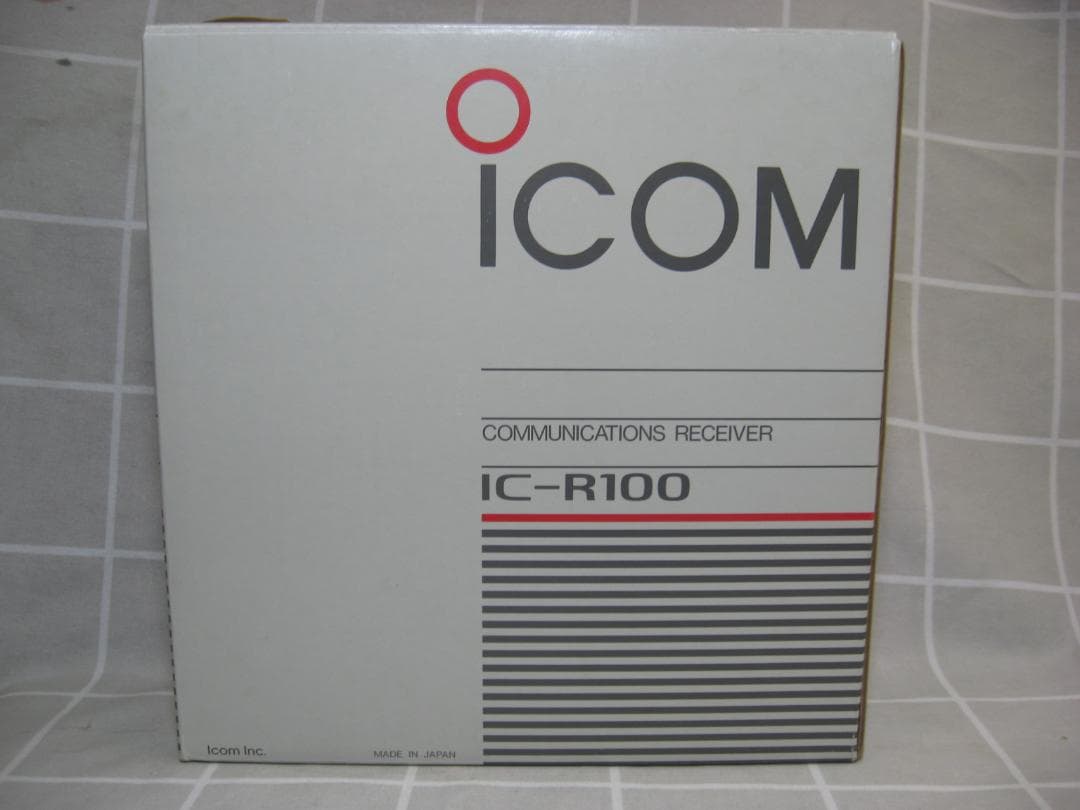 ICOM
COMMUNICATIONS RECEIVER
IC-R100
Icom Inc.
MADE IN JAPAN